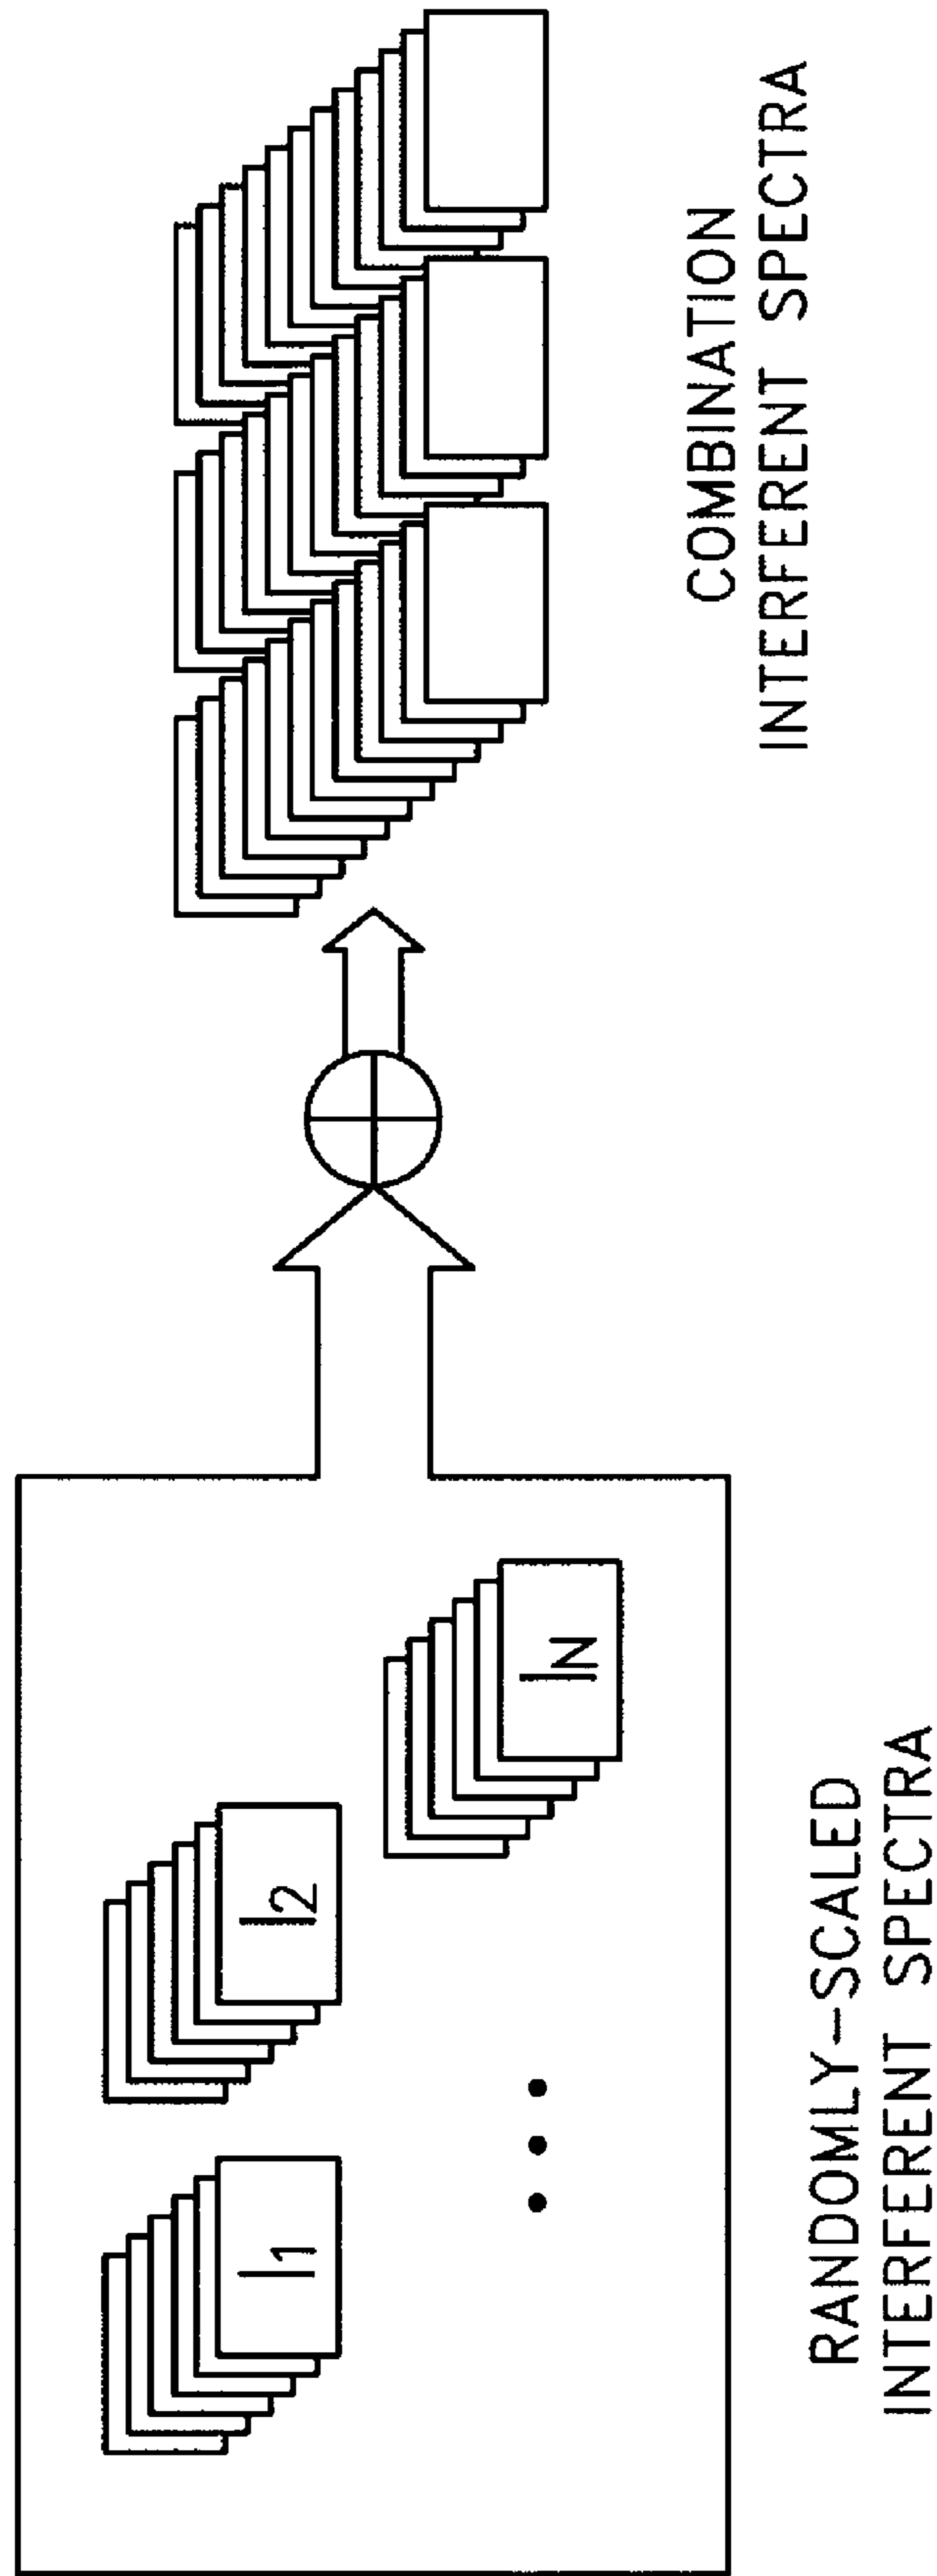 I1
I2
IN
RANDOMLY-SCALED
INTERFERENT SPECTRA
COMBINATION
INTERFERENT SPECTRA